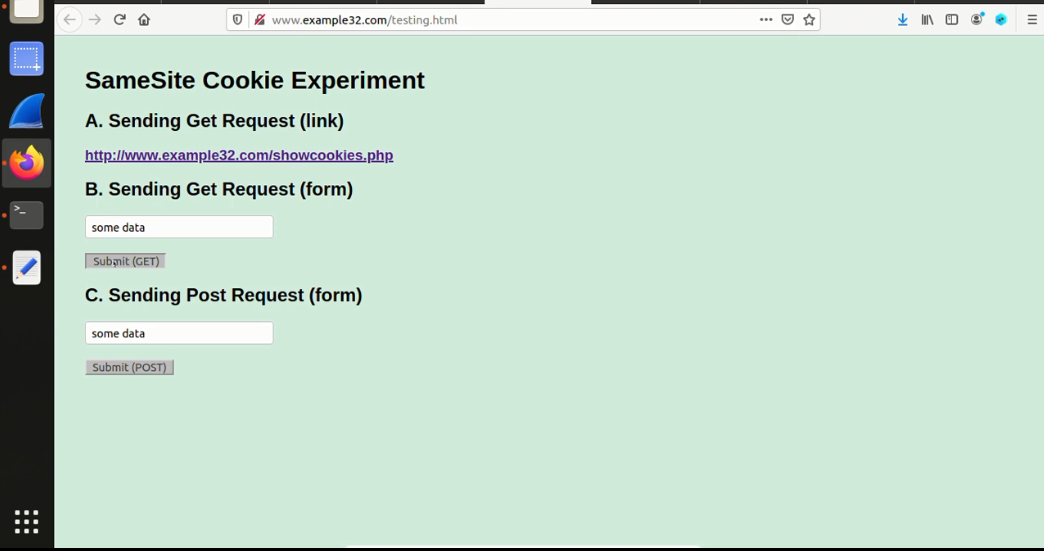 www.example32.com/testing.html
SameSite Cookie Experiment
A. Sending Get Request (link)
http://www.example32.com/showcookies.php
B. Sending Get Request (form)
some data
Submit (GET)
C. Sending Post Request (form)
some data
Submit (POST)